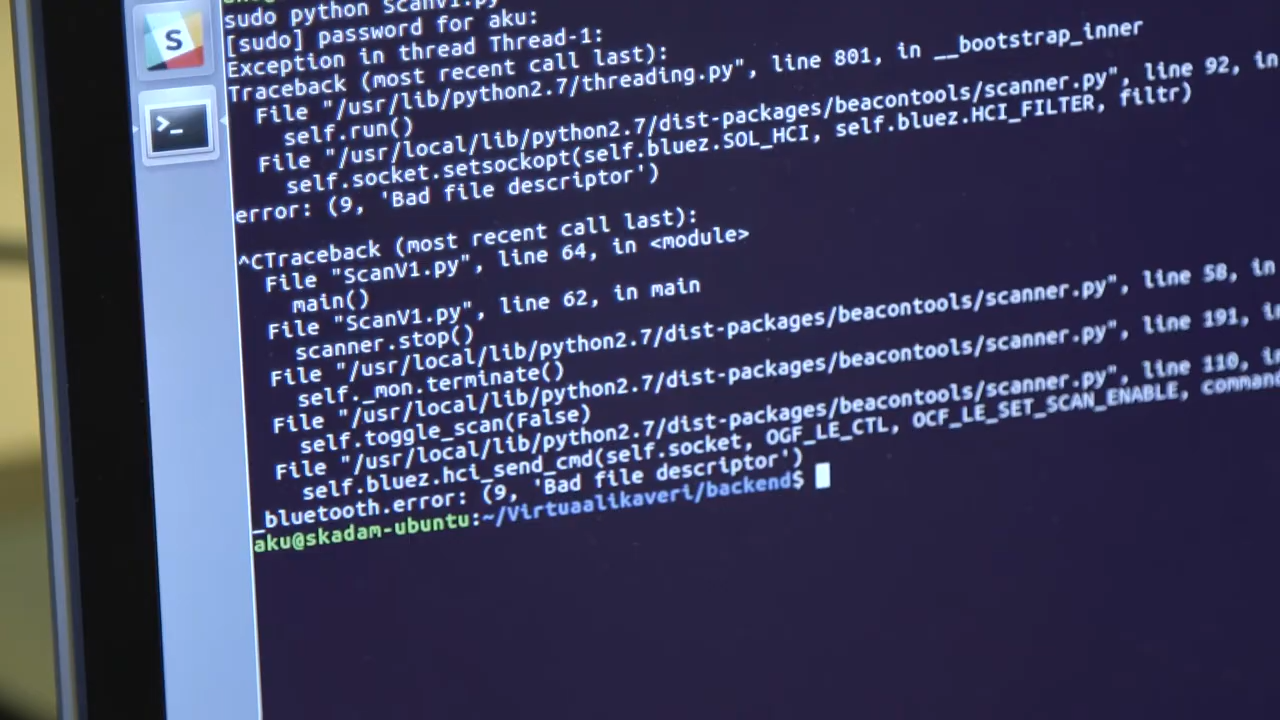 S
sudo python ScanV1.py
[sudo] password for aku:
Exception in thread Thread-1:
Traceback (most recent call last):
File "/usr/lib/python2.7/threading.py", line 801, in __bootstrap_inner
self.run()
File "/usr/local/lib/python2.7/dist-packages/beacontools/scanner.py", line 92, in
self.socket.setsockopt(self.bluez.SOL_HCI, self.bluez.HCI_FILTER, filtr)
error: (9, 'Bad file descriptor')
^CTraceback (most recent call last):
File "ScanV1.py", line 64, in <module>
main()
File "ScanV1.py", line 62, in main
scanner.stop()
File "/usr/local/lib/python2.7/dist-packages/beacontools/scanner.py", line 58, in
self._mon.terminate()
File "/usr/local/lib/python2.7/dist-packages/beacontools/scanner.py", line 191, in
self.toggle_scan(False)
File "/usr/local/lib/python2.7/dist-packages/beacontools/scanner.py", line 110, in
self.bluez.hci_send_cmd(self.socket, OGF_LE_CTL, OCF_LE_SET_SCAN_ENABLE, command
_bluetooth.error: (9, 'Bad file descriptor')
aku@skadam-ubuntu:~/Virtuaalikaveri/backend$